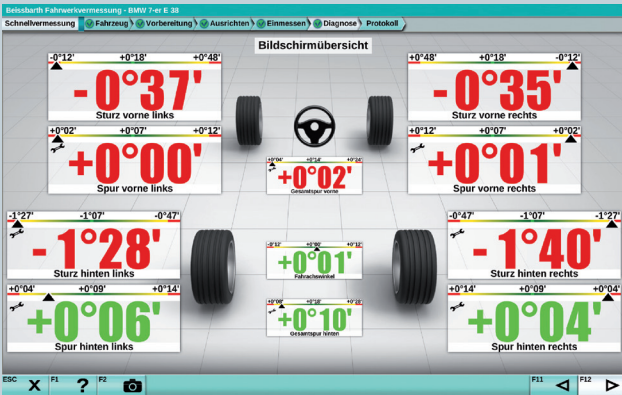 Beissbarth Fahrwerkvermessung - BMW 7-er E 38
Schnellvermessung Fahrzeug Vorbereitung Ausrichten Einmessen Diagnose Protokoll
Bildschirmübersicht
-0°12' +0°18' +0°48'
- 0°37'
Sturz vorne links
+0°48' +0°18' -0°12'
- 0°35'
Sturz vorne rechts
+0°02' +0°07' +0°12'
+0°00'
Spur vorne links
+0°04' +0°14' +0°24'
+0°02'
Gesamtspur vorne
+0°12' +0°07' +0°02'
+0°01'
Spur vorne rechts
-1°27' -1°07' -0°47'
- 1°28'
Sturz hinten links
-0°12' +0°00' +0°12'
+0°01'
Fahrachswinkel
-0°47' -1°07' -1°27'
- 1°40'
Sturz hinten rechts
+0°04' +0°09' +0°14'
+0°06'
Spur hinten links
+0°08' +0°18' +0°28'
+0°10'
Gesamtspur hinten
+0°14' +0°09' +0°04'
+0°04'
Spur hinten rechts
ESC X F1 ? F2 F11 F12